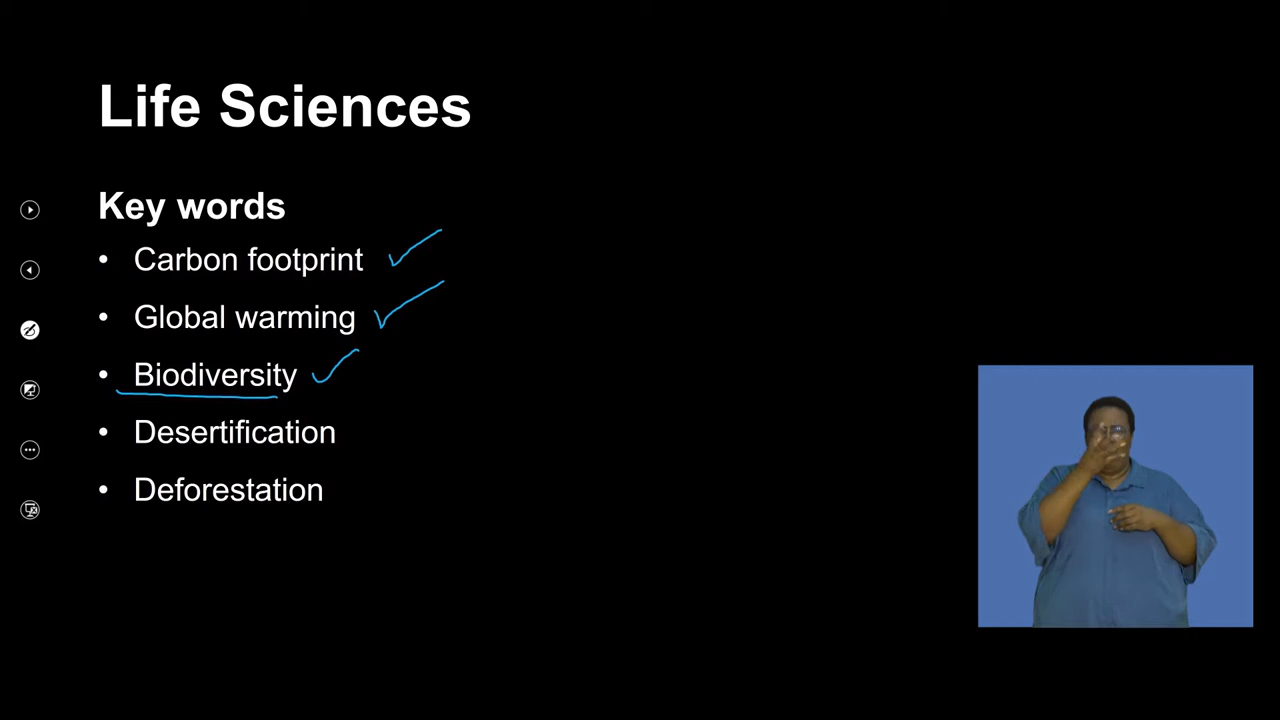 Life Sciences
Key words
• Carbon footprint
• Global warming
• Biodiversity
• Desertification
• Deforestation